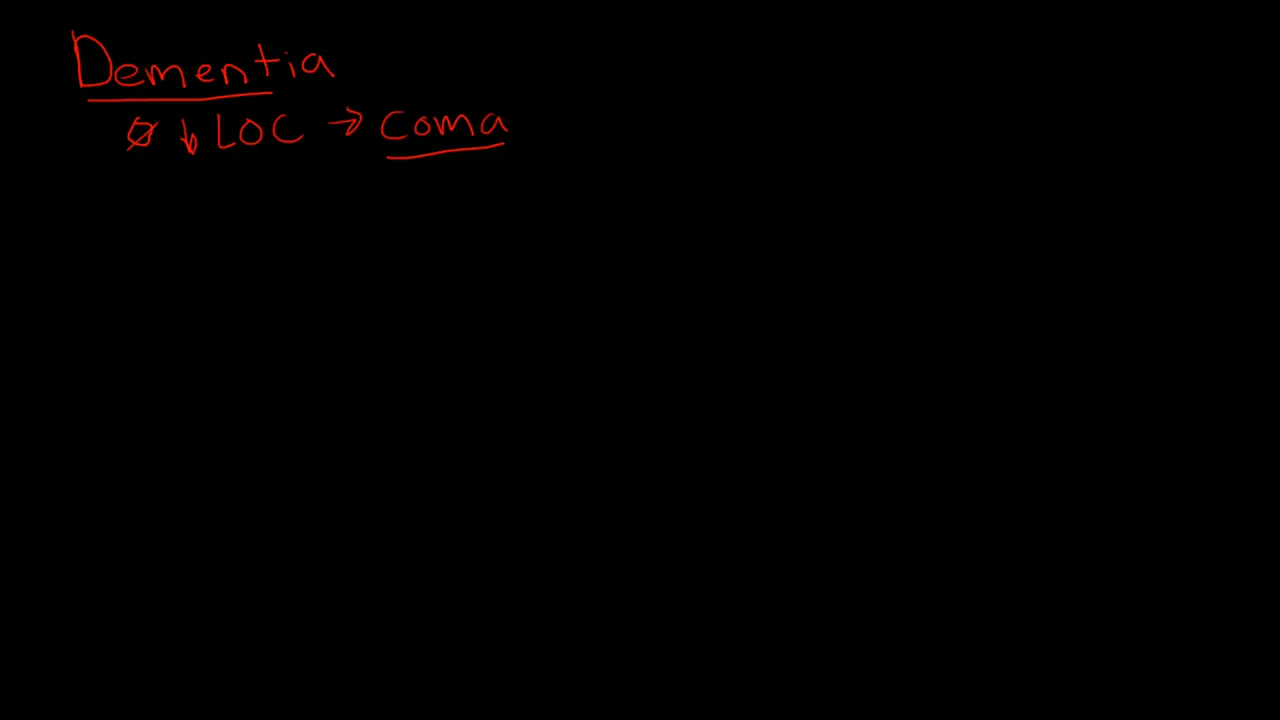 Dementia
∅ ↓ LOC → coma